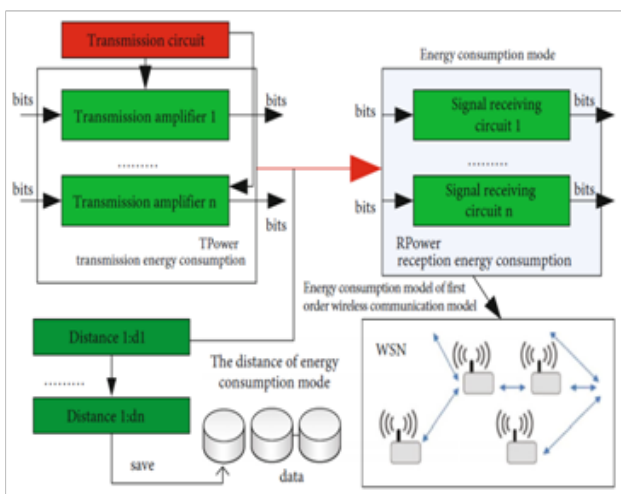 Transmission circuit
Energy consumption mode
bits
Transmission amplifier 1
bits
bits
Signal receiving
circuit 1
bits
.........
.........
bits
Transmission amplifier n
bits
bits
Signal receiving
circuit n
bits
TPower
transmission energy consumption
RPower
reception energy consumption
Energy consumption model of first
order wireless communication model
Distance 1:d1
The distance of energy
consumption mode
.........
Distance 1:dn
save
data
WSN